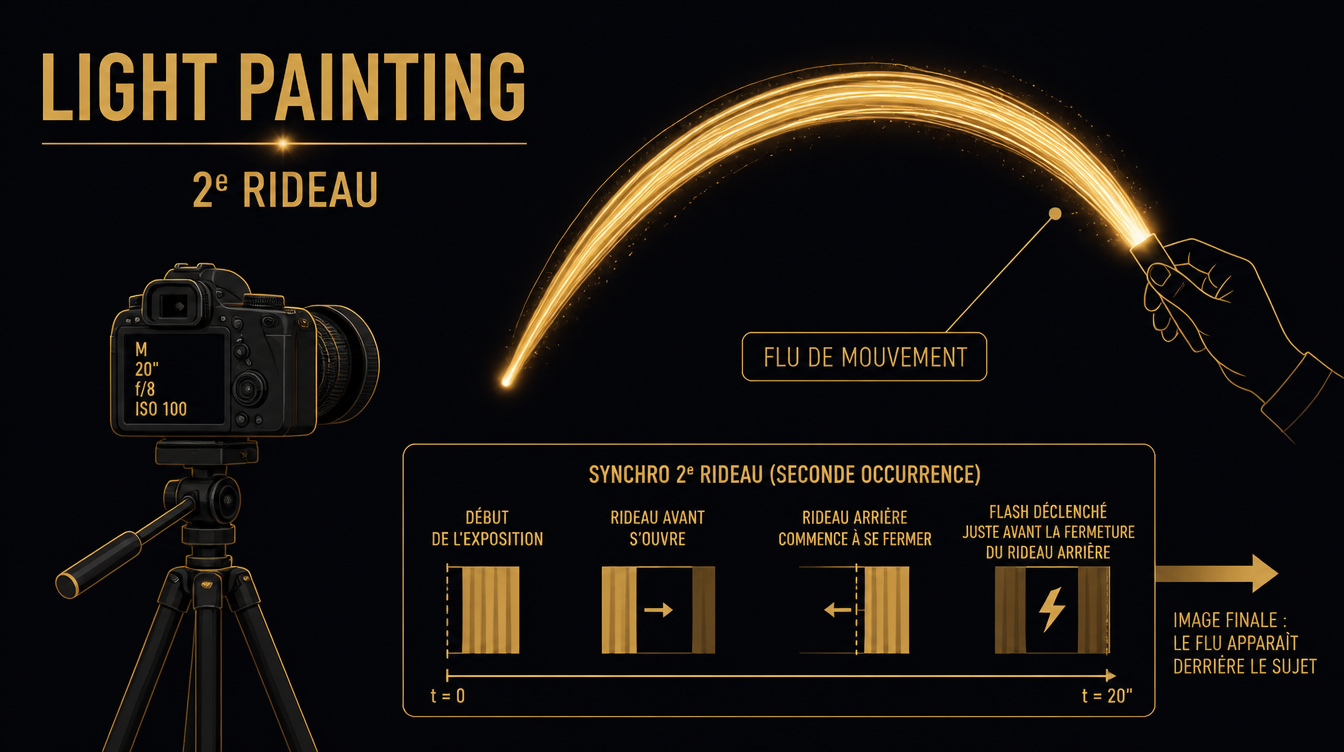 LIGHT PAINTING
2e RIDEAU
M
20"
f/8
ISO 100
FLU DE MOUVEMENT
SYNCHRO 2e RIDEAU (SECONDE OCCURRENCE)
DÉBUT
DE L'EXPOSITION
RIDEAU AVANT
S'OUVRE
RIDEAU ARRIÈRE
COMMENCE À SE FERMER
FLASH DÉCLENCHÉ
JUSTE AVANT LA FERMETURE
DU RIDEAU ARRIÈRE
t = 0
t = 20"
IMAGE FINALE :
LE FLU APPARAÎT
DERRIÈRE LE SUJET